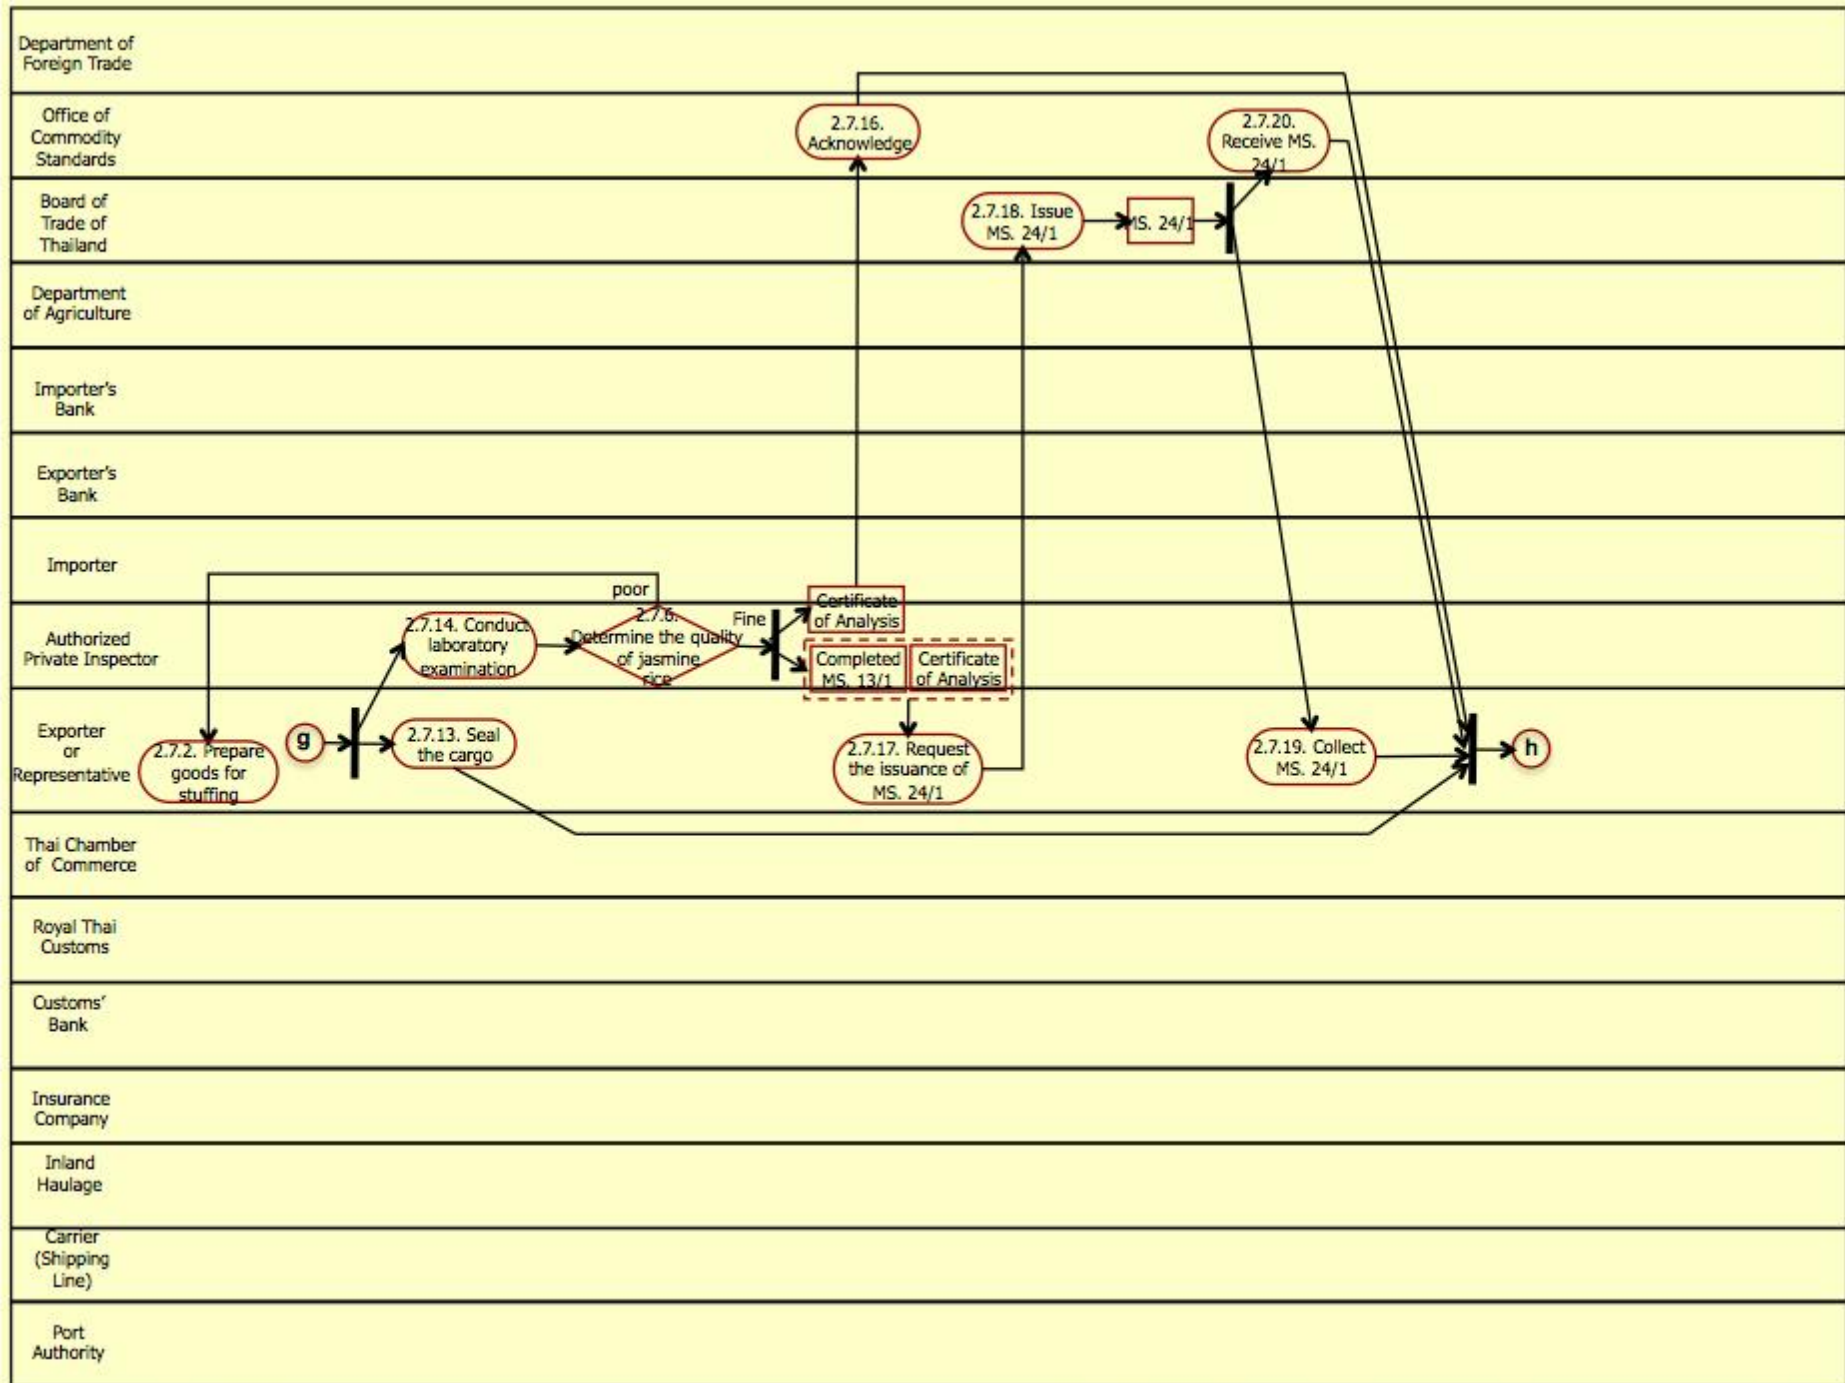 Department of
Foreign Trade
Office of
Commodity
Standards
2.7.16.
Acknowledge
2.7.20.
Receive MS.
24/1
Board of
Trade of
Thailand
2.7.18. Issue
MS. 24/1
MS. 24/1
Department
of Agriculture
Importer's
Bank
Exporter's
Bank
Importer
poor
Authorized
Private Inspector
2.7.14. Conduct
laboratory
examination
2.7.6.
Determine the quality
of jasmine
rice
Fine
Certificate
of Analysis
Completed
MS. 13/1
Certificate
of Analysis
Exporter
or
Representative
2.7.2. Prepare
goods for
stuffing
g
2.7.13. Seal
the cargo
2.7.17. Request
the issuance of
MS. 24/1
2.7.19. Collect
MS. 24/1
h
Thai Chamber
of Commerce
Royal Thai
Customs
Customs'
Bank
Insurance
Company
Inland
Haulage
Carrier
(Shipping
Line)
Port
Authority